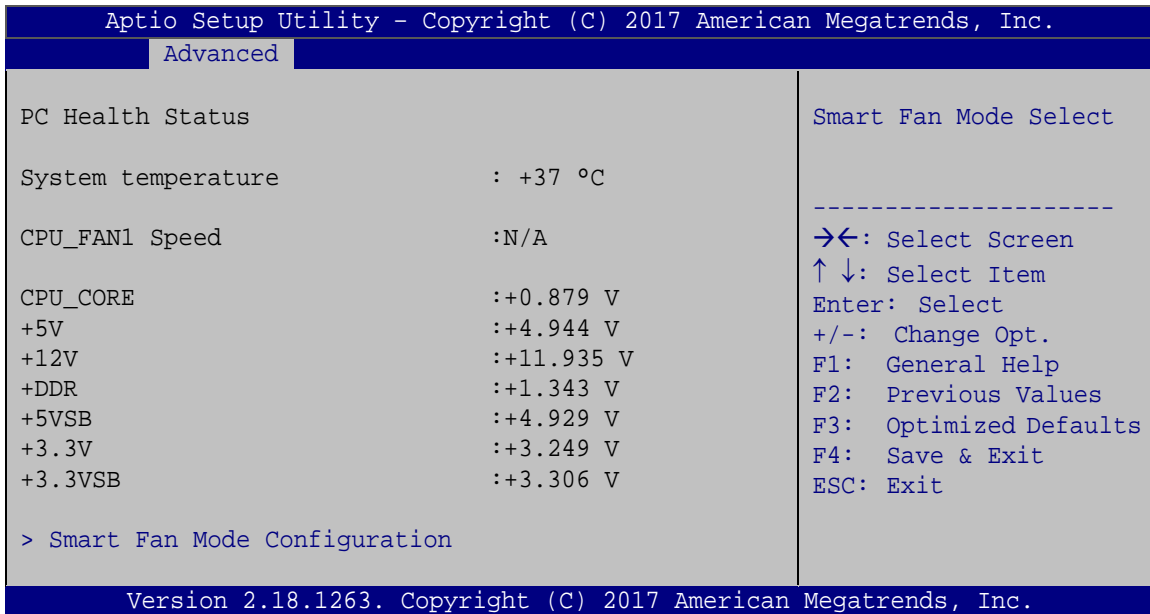 Aptio Setup Utility – Copyright (C) 2017 American Megatrends, Inc.
Advanced
PC Health Status
System temperature : +37 °C
CPU_FAN1 Speed :N/A
CPU_CORE :+0.879 V
+5V :+4.944 V
+12V :+11.935 V
+DDR :+1.343 V
+5VSB :+4.929 V
+3.3V :+3.249 V
+3.3VSB :+3.306 V
> Smart Fan Mode Configuration
Smart Fan Mode Select
---------------------
→←: Select Screen
↑ ↓: Select Item
Enter: Select
+/-: Change Opt.
F1: General Help
F2: Previous Values
F3: Optimized Defaults
F4: Save & Exit
ESC: Exit
Version 2.18.1263. Copyright (C) 2017 American Megatrends, Inc.